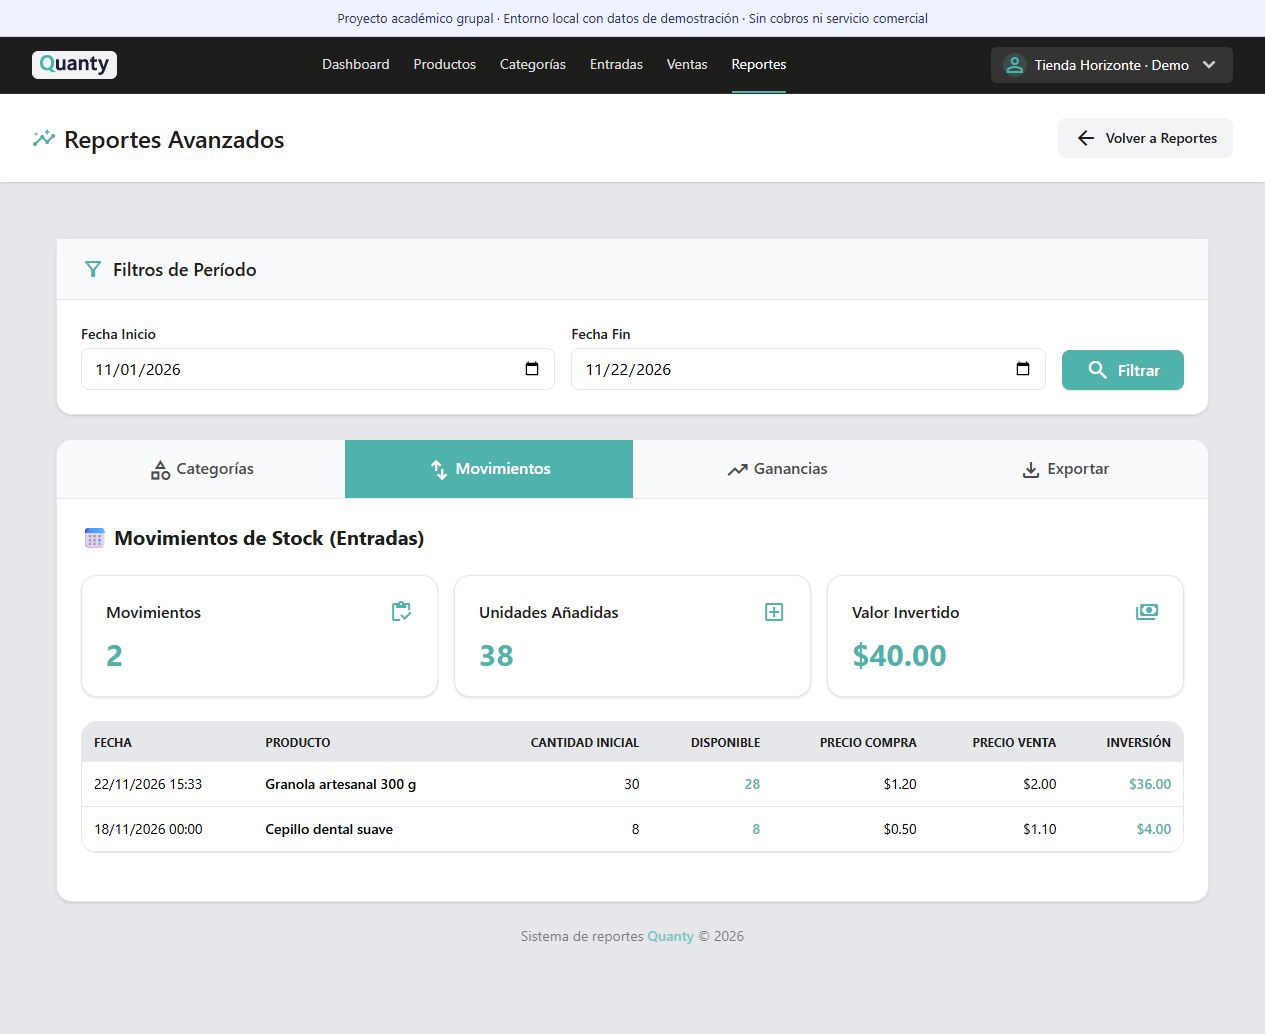 Proyecto académico grupal · Entorno local con datos de demostración · Sin cobros ni servicio comercial
Quanty
Dashboard
Productos
Categorías
Entradas
Ventas
Reportes
Tienda Horizonte · Demo
Reportes Avanzados
Volver a Reportes
Filtros de Período
Fecha Inicio
Fecha Fin
11/01/2026
11/22/2026
Filtrar
Categorías
Movimientos
Ganancias
Exportar
Movimientos de Stock (Entradas)
Movimientos
2
Unidades Añadidas
38
Valor Invertido
$40.00
FECHA PRODUCTO CANTIDAD INICIAL DISPONIBLE PRECIO COMPRA PRECIO VENTA INVERSIÓN
22/11/2026 15:33 Granola artesanal 300 g 30 28 $1.20 $2.00 $36.00
18/11/2026 00:00 Cepillo dental suave 8 8 $0.50 $1.10 $4.00
Sistema de reportes Quanty © 2026